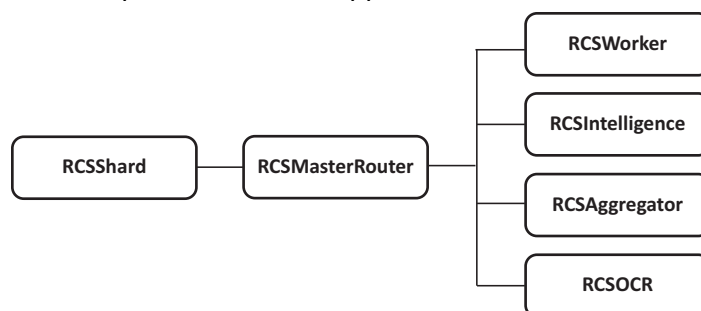 RCSWorker
RCSIntelligence
RCSShard
RCSMasterRouter
RCSAggregator
RCSOCR